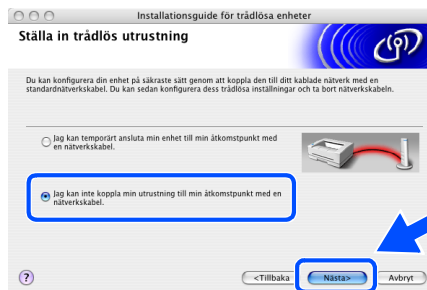 Installationsguide för trådlösa enheter
Ställa in trådlös utrustning
Du kan konfigurera din enhet på säkraste sätt genom att koppla den till ditt kablade nätverk med en
standardnätverkskabel. Du kan sedan konfigurera dess trådlösa inställningar och ta bort nätverkskabeln.
Jag kan temporärt ansluta min enhet till min åtkomstpunkt med
en nätverkskabel.
Jag kan inte koppla min utrustning till min åtkomstpunkt med en
nätverkskabel.
?
<Tillbaka
Nästa>
Avbryt